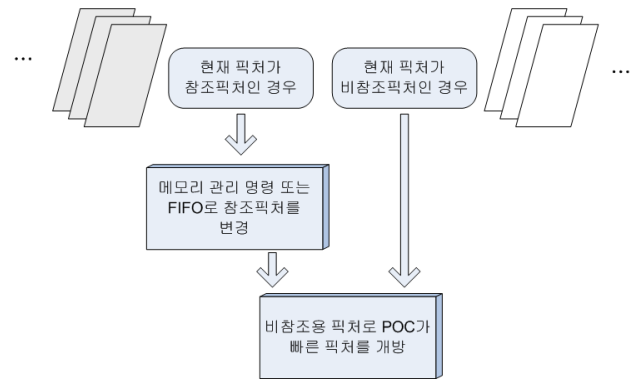 ...
현재 픽처가
참조픽처인 경우
현재 픽처가
비참조픽처인 경우
...
메모리 관리 명령 또는
FIFO로 참조픽처를
변경
비참조용 픽처로 POC가
빠른 픽처를 개방